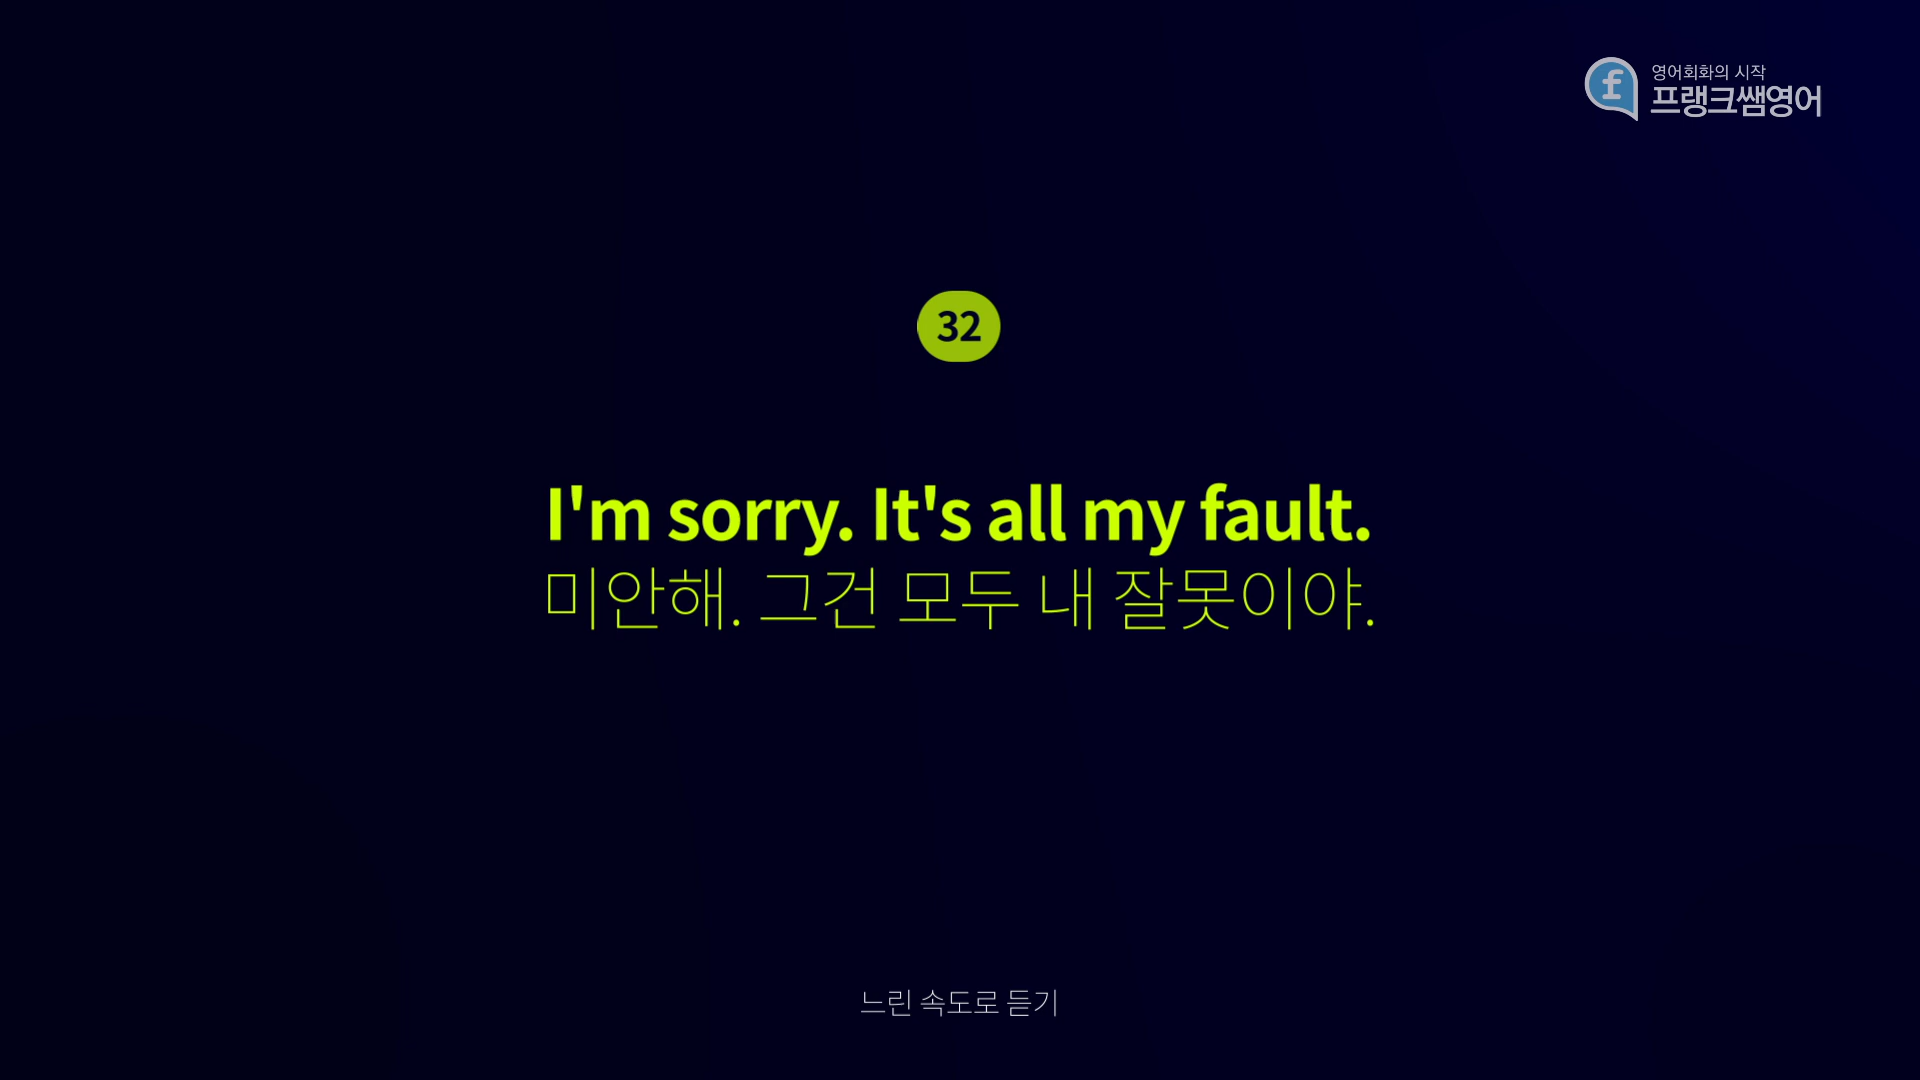 영어회화의 시작
프랭크쌤영어
32
I'm sorry. It's all my fault.
미안해. 그건 모두 내 잘못이야.
느린 속도로 듣기